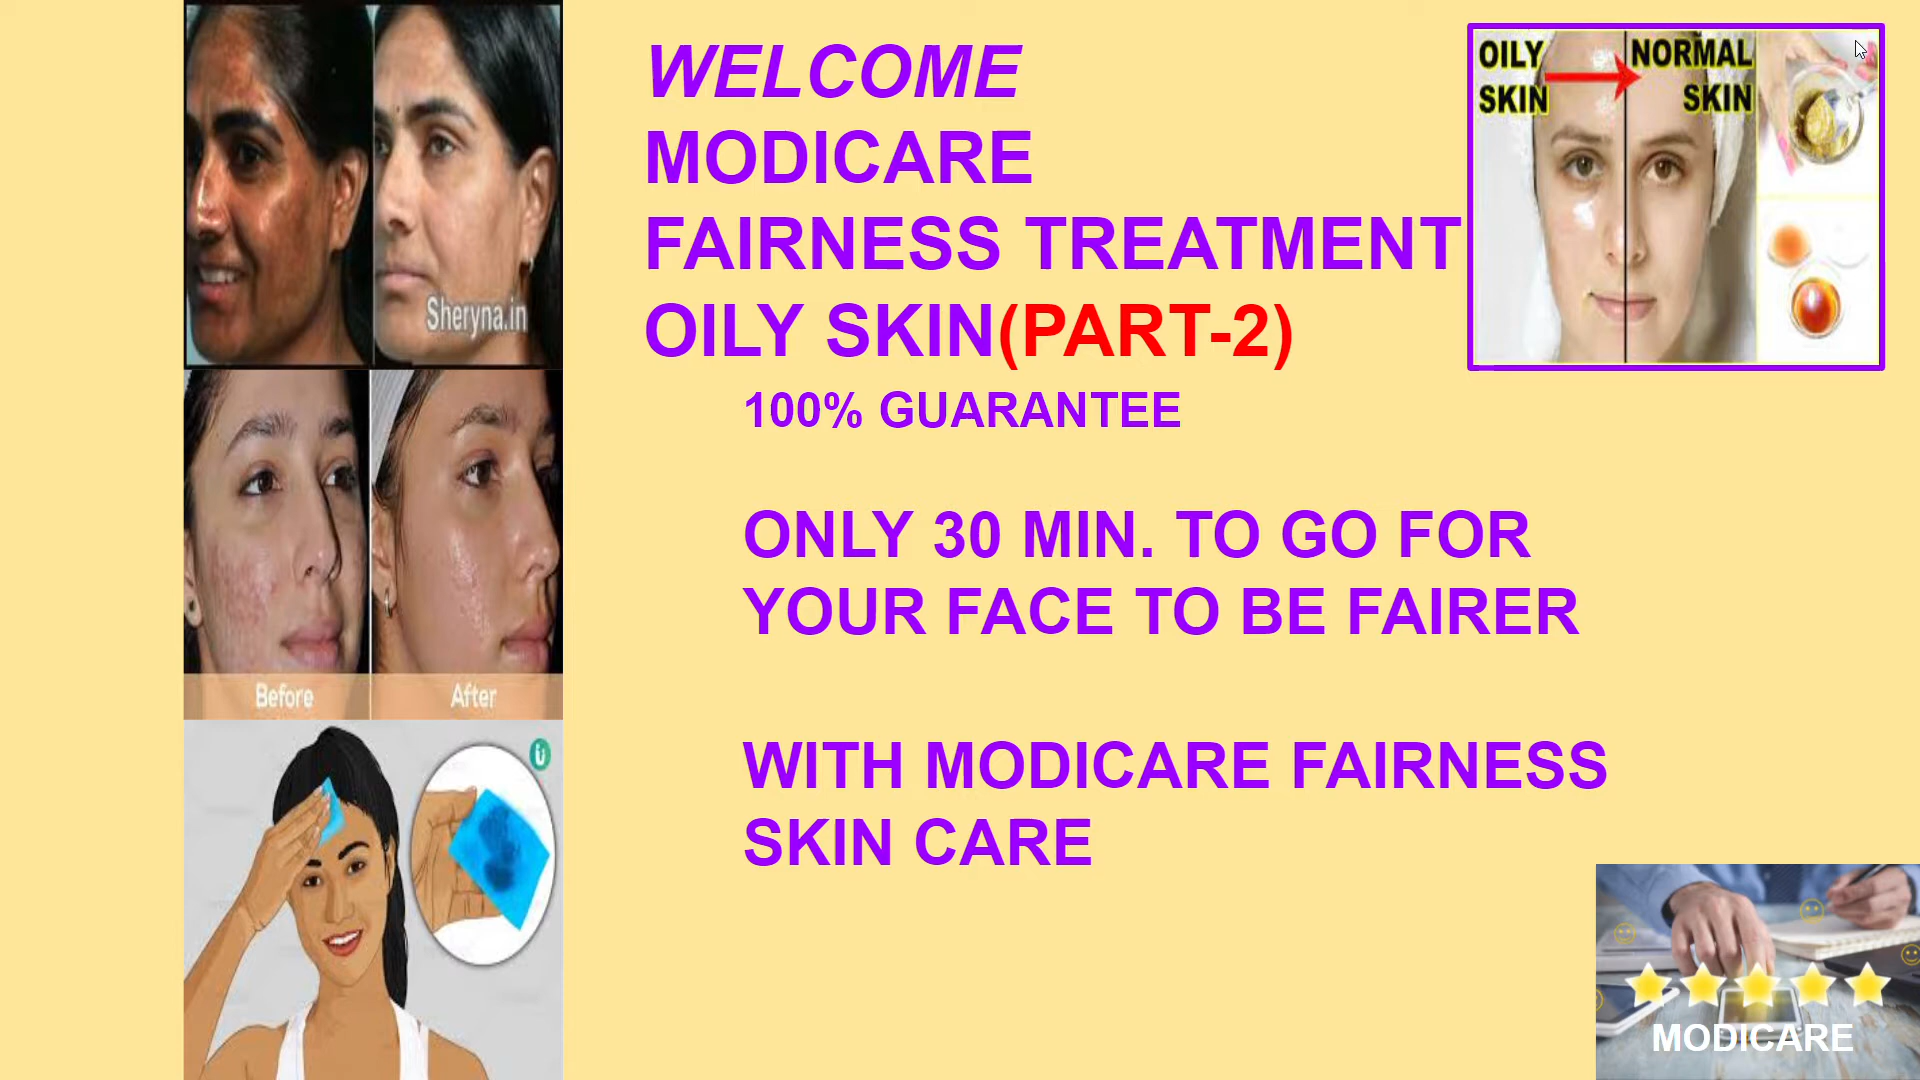 WELCOME
MODICARE
FAIRNESS TREATMENT
OILY SKIN(PART-2)
100% GUARANTEE
ONLY 30 MIN. TO GO FOR
YOUR FACE TO BE FAIRER
WITH MODICARE FAIRNESS
SKIN CARE
OILY
SKIN
NORMAL
SKIN
Sheryna.in
Before
After
MODICARE